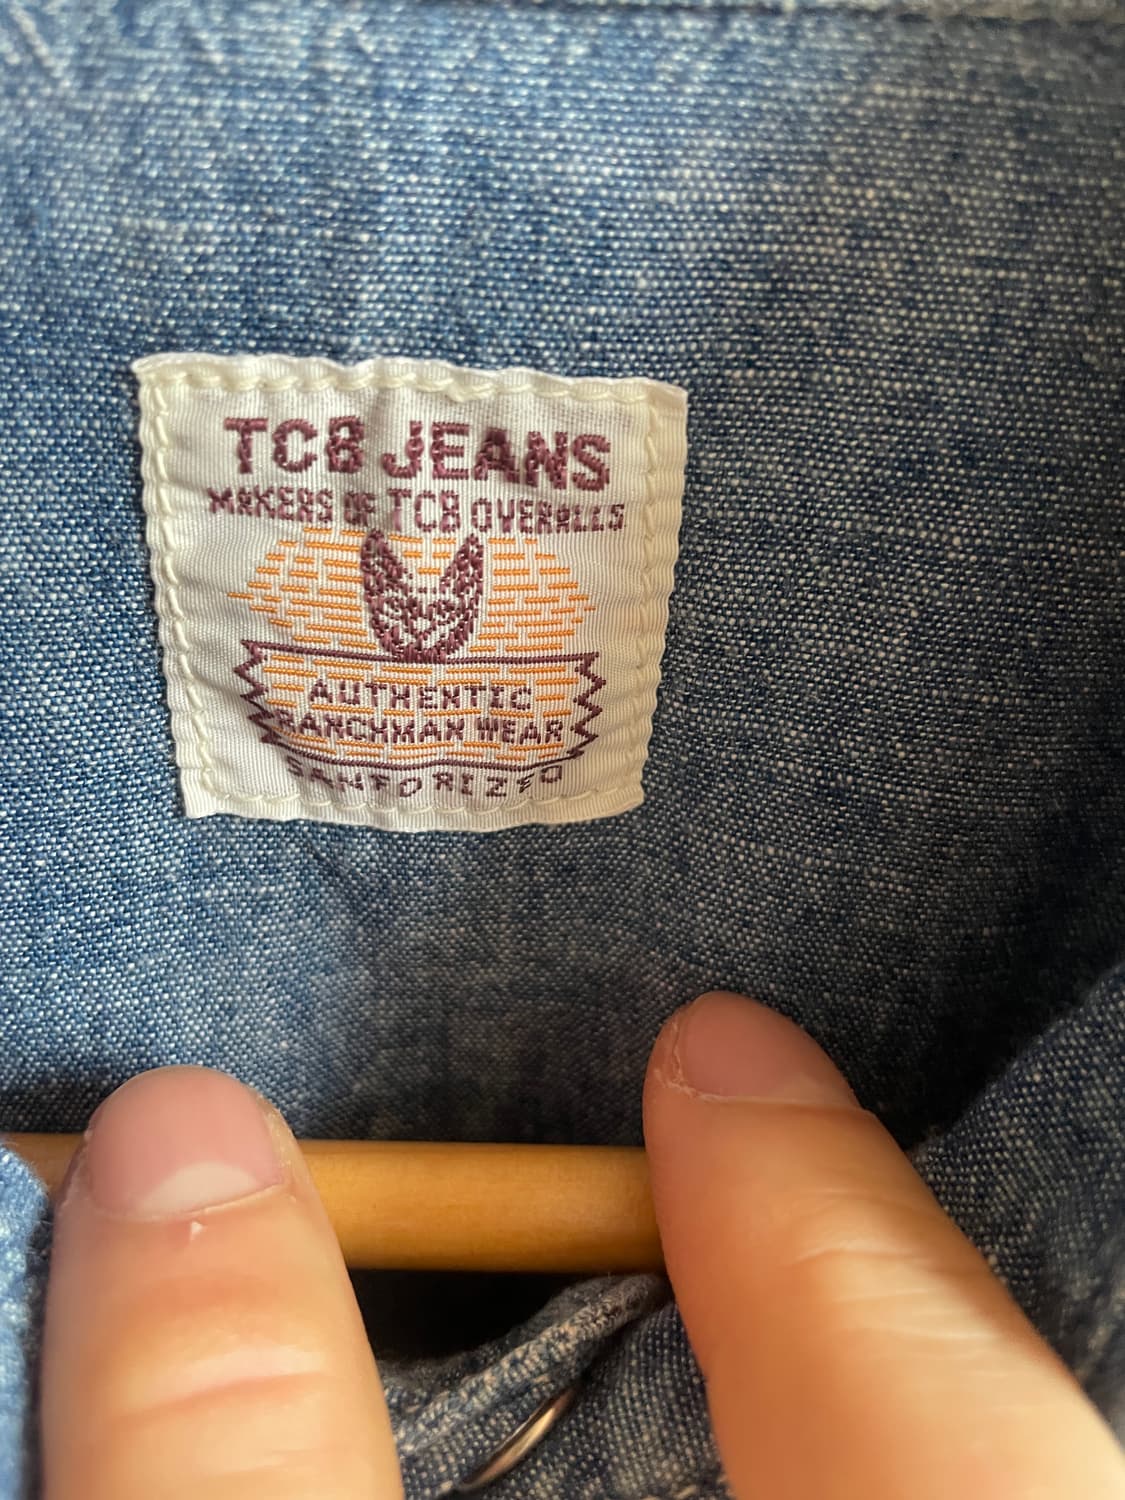 TCB JEANS
MAKERS OF TCB OVERALLS
AUTHENTIC
RANCHMAN WEAR
SANFORIZED